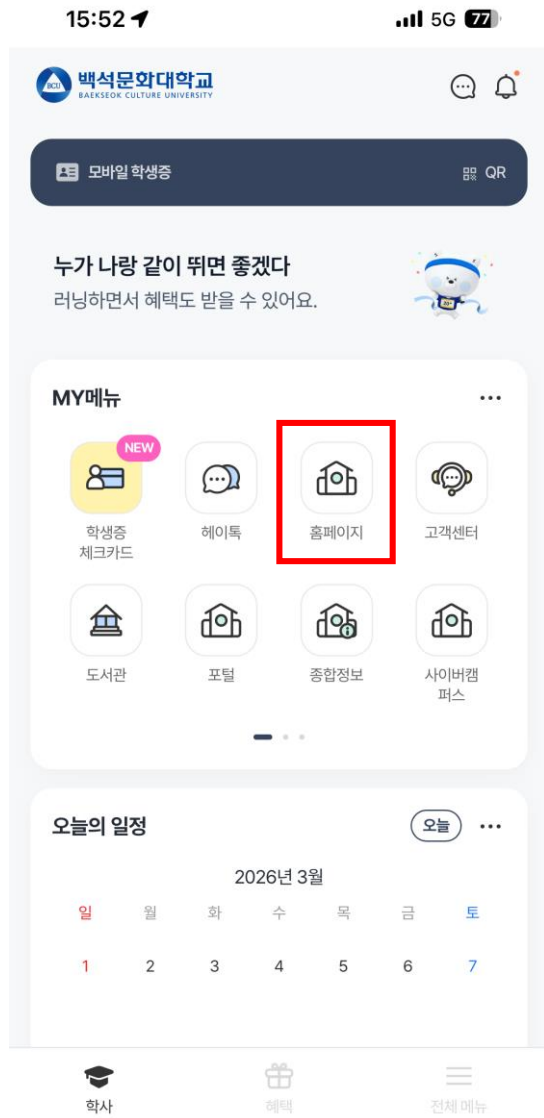 15:52
5G 77
백석문화대학교
BCU
BAEKSEOK CULTURE UNIVERSITY
모바일 학생증
QR
누가 나랑 같이 뛰면 좋겠다
러닝하면서 혜택도 받을 수 있어요.
MY메뉴
NEW
학생증
체크카드
헤이톡
홈페이지
고객센터
도서관
포털
종합정보
사이버캠
퍼스
오늘의 일정
오늘
2026년 3월
일 월 화 수 목 금 토
1 2 3 4 5 6 7
학사
혜택
전체 메뉴